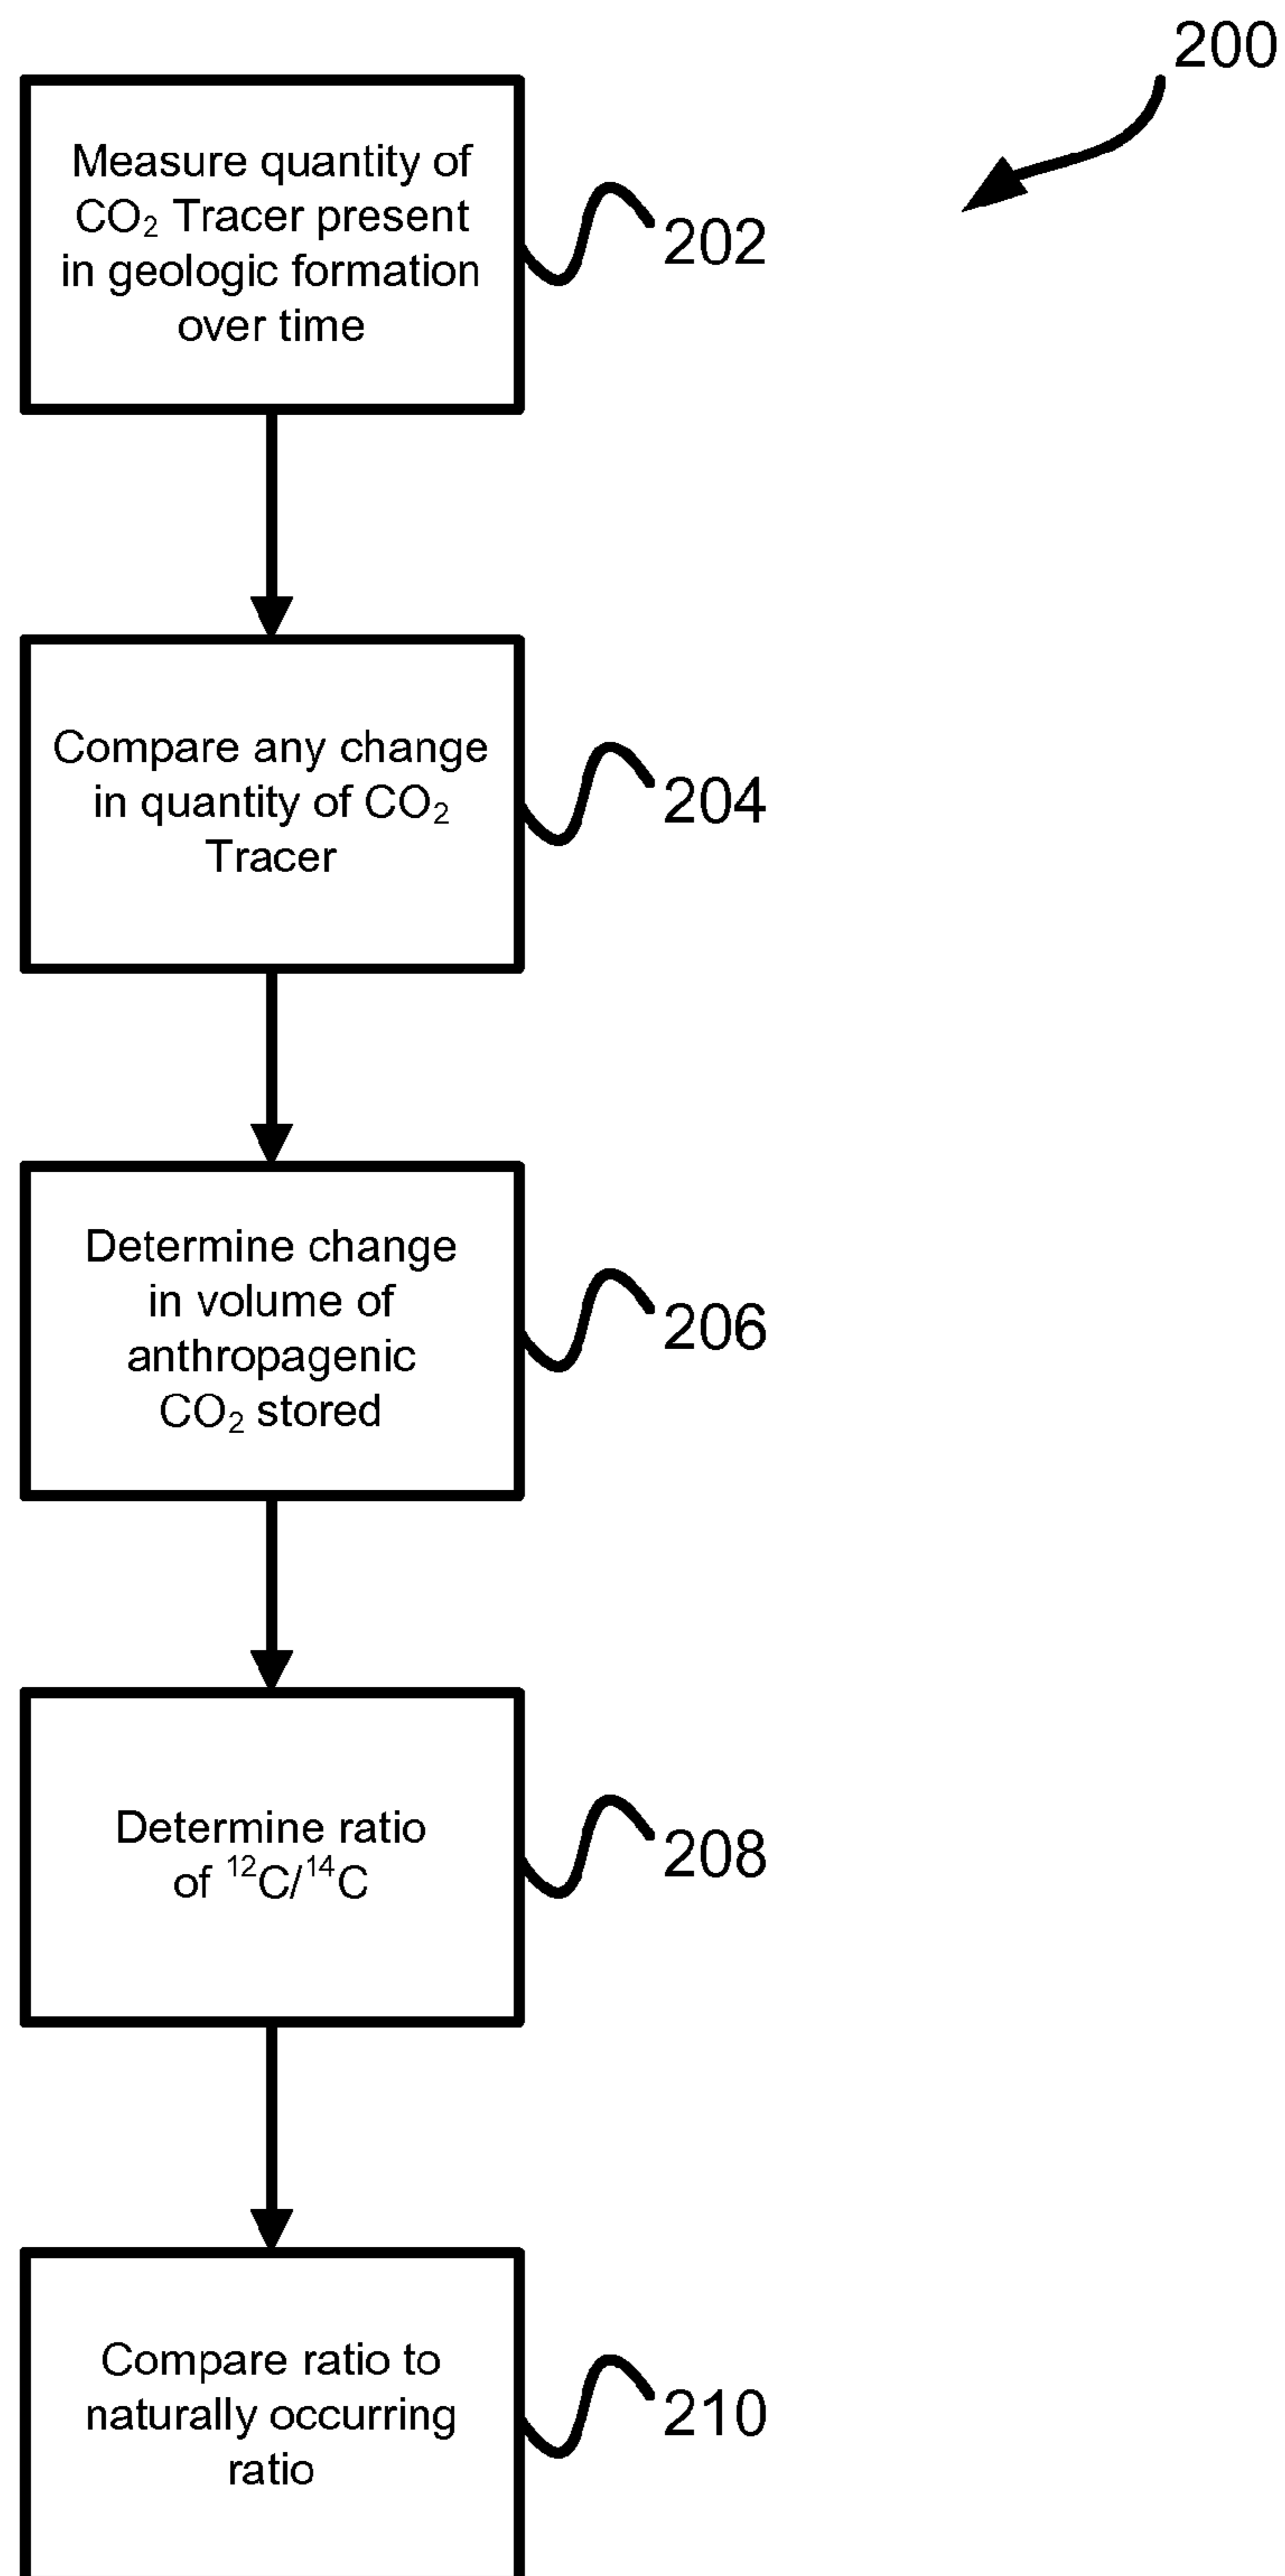 200
Measure quantity of
CO₂ Tracer present
in geologic formation
over time
202
Compare any change
in quantity of CO₂
Tracer
204
Determine change
in volume of
anthropagenic
CO₂ stored
206
Determine ratio
of ¹²C/¹⁴C
208
Compare ratio to
naturally occurring
ratio
210